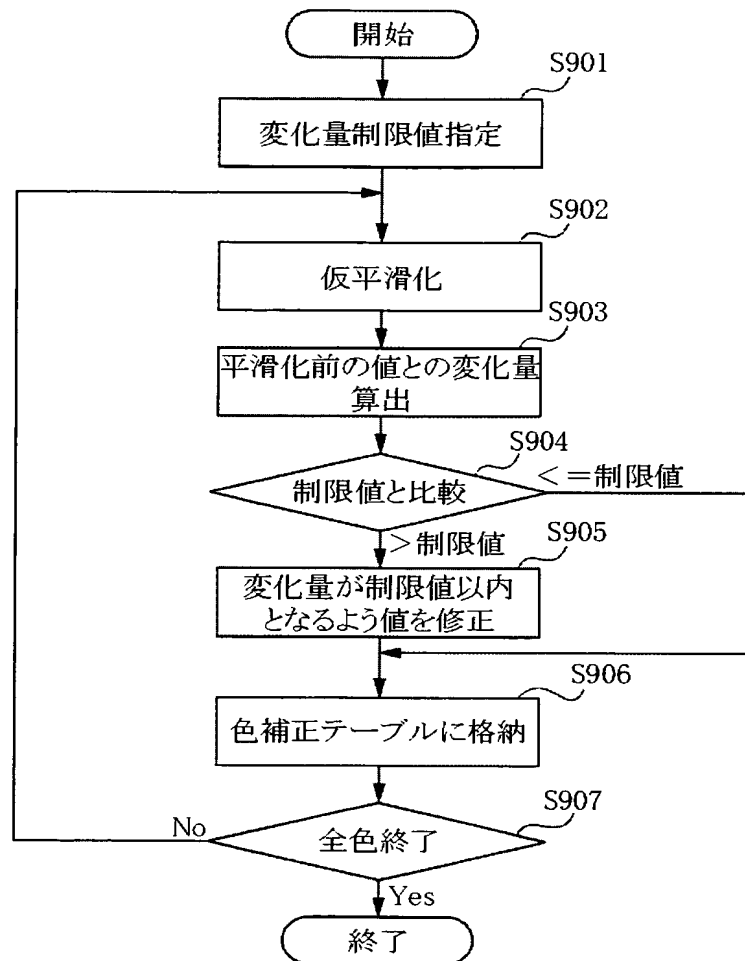 開始
S901
変化量制限値指定
S902
仮平滑化
S903
平滑化前の値との変化量
算出
S904
制限値と比較
<=制限値
>制限値
S905
変化量が制限値以内
となるよう値を修正
S906
色補正テーブルに格納
S907
全色終了
No
Yes
終了